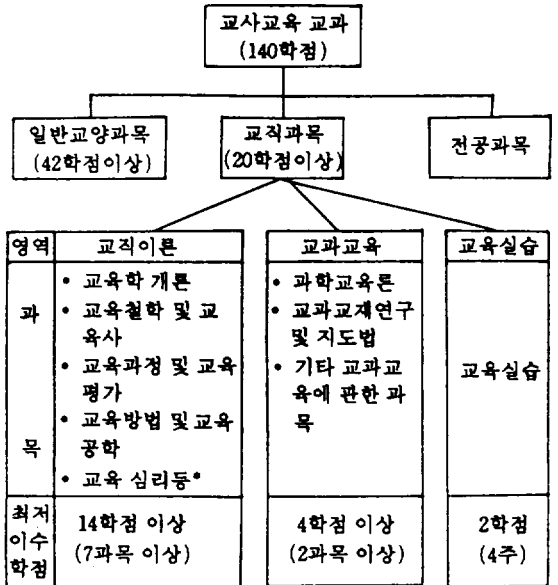 교사교육 교과
(140학점)
일반교양과목
(42학점이상)
교직과목
(20학점이상)
전공과목
영역
교직이론
교과교육
교육실습
과
목
• 교육학 개론
• 교육철학 및 교
육사
• 교육과정 및 교육
평가
• 교육방법 및 교육
공학
• 교육 심리등*
• 과학교육론
• 교과교재연구
및 지도법
• 기타 교과교
육에 관한 과
목
교육실습
최저
이수
학점
14학점 이상
(7과목 이상)
4학점 이상
(2과목 이상)
2학점
(4주)